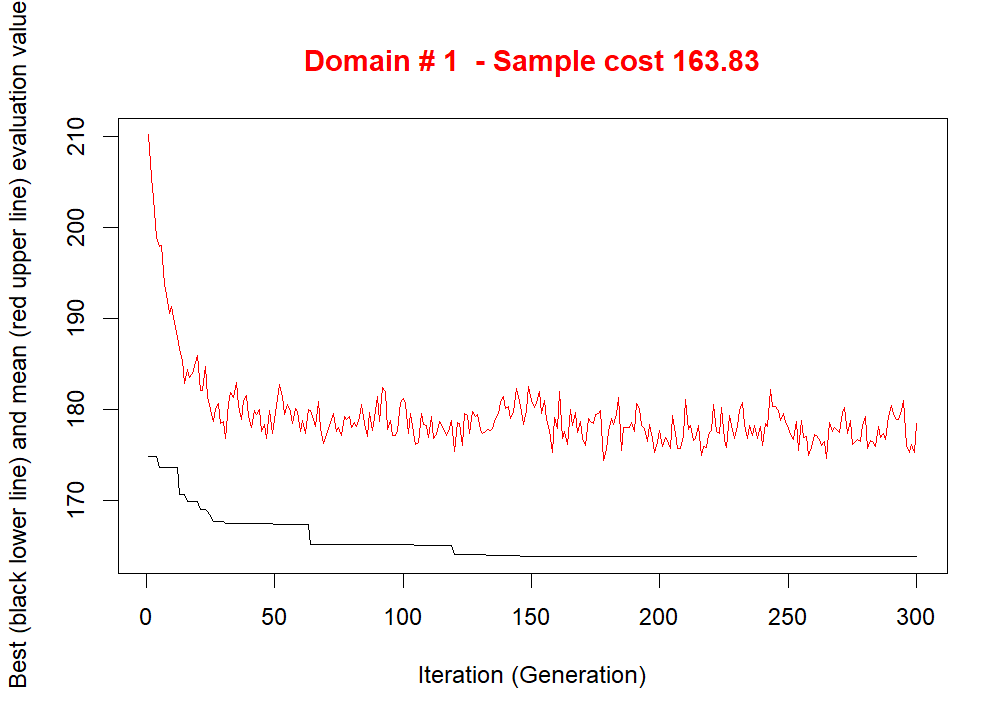 Domain # 1  - Sample cost 163.83
Best (black lower line) and mean (red upper line) evaluation value
210
200
190
180
170
0 50 100 150 200 250 300
Iteration (Generation)